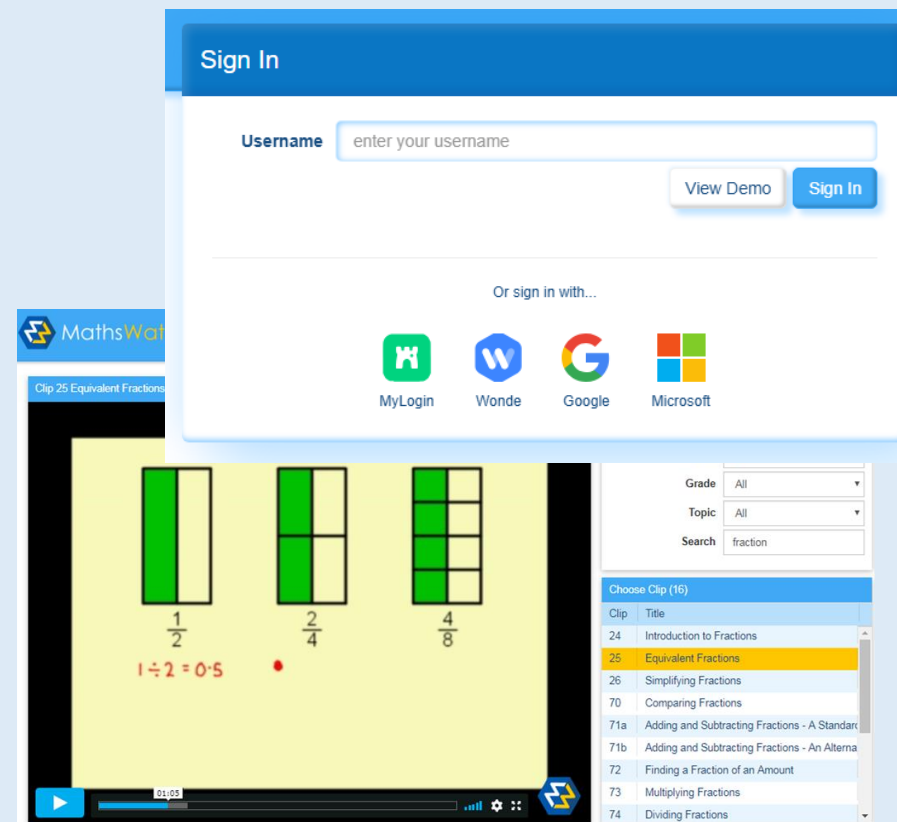 Sign In
Username enter your username
View Demo Sign In
Or sign in with...
MyLogin Wonde Google Microsoft
Maths
Clip 25 Equivalent Fractions
1/2 2/4 4/8
1÷2 = 0·5
01:05
Grade All
Topic All
Search fraction
Choose Clip (16)
Clip Title
24 Introduction to Fractions
25 Equivalent Fractions
26 Simplifying Fractions
70 Comparing Fractions
71a Adding and Subtracting Fractions - A
71b Adding and Subtracting Fractions - An
72 Finding a Fraction of an Amount
73 Multiplying Fractions
74 Dividing Fractions